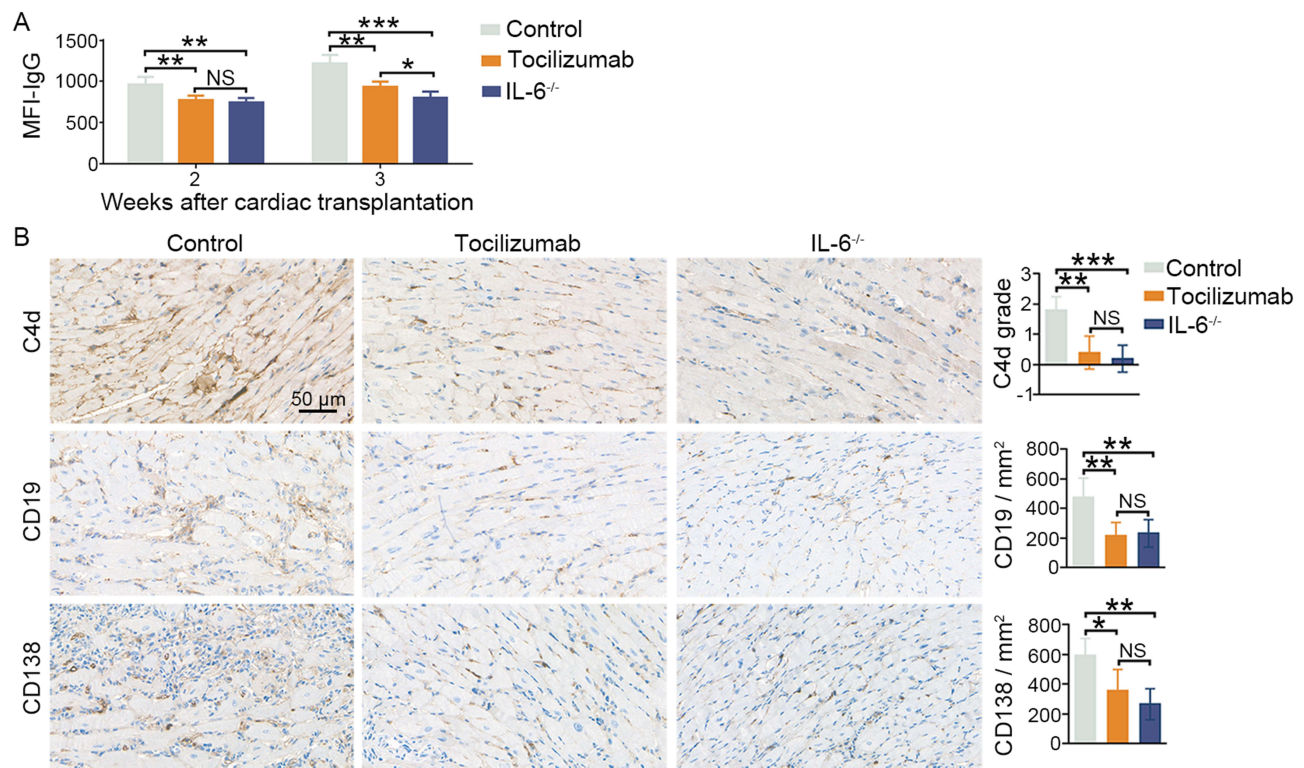 A
1500
1000
500
0
MFI-IgG
** ** NS
*** ** *
2 3
Weeks after cardiac transplantation
Control
Tocilizumab
IL-6-/-
B
Control Tocilizumab IL-6-/-
C4d
50 µm
CD19
CD138
C4d grade
3
2
1
0
-1
*** ** NS
Control
Tocilizumab
IL-6-/-
CD19 / mm²
800
600
400
200
0
** ** NS
CD138 / mm²
800
600
400
200
0
** * NS